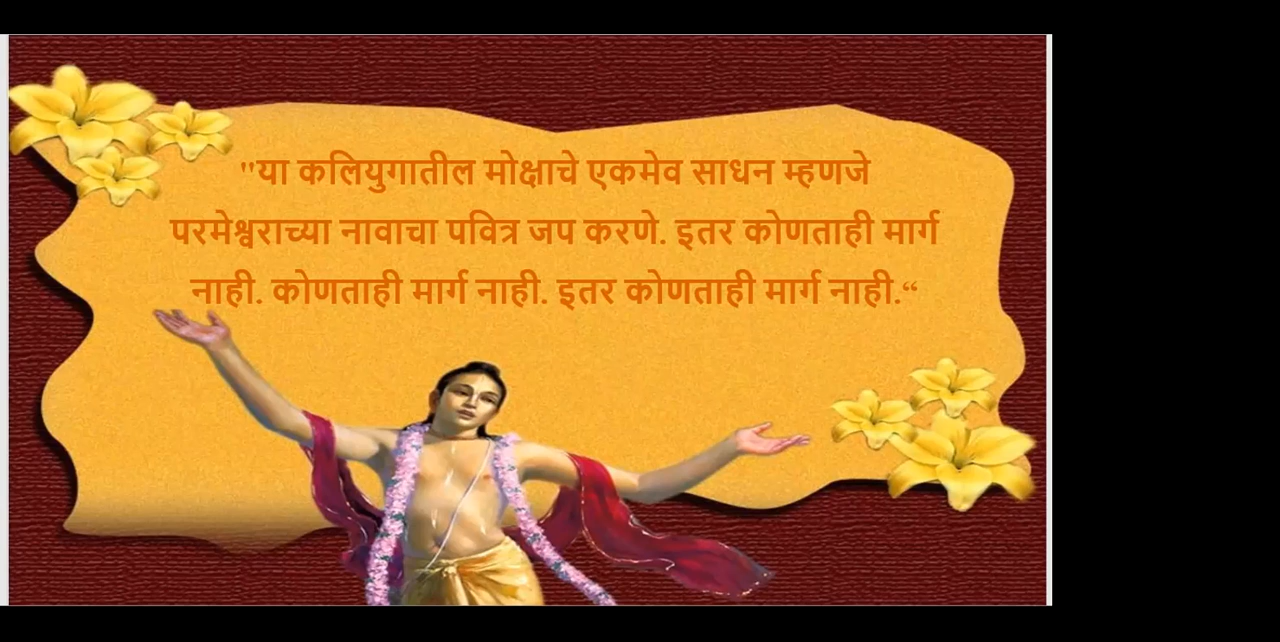 "या कलियुगातील मोक्षाचे एकमेव साधन म्हणजे
परमेश्वराच्या नावाचा पवित्र जप करणे. इतर कोणताही मार्ग
नाही. कोणताही मार्ग नाही. इतर कोणताही मार्ग नाही.“